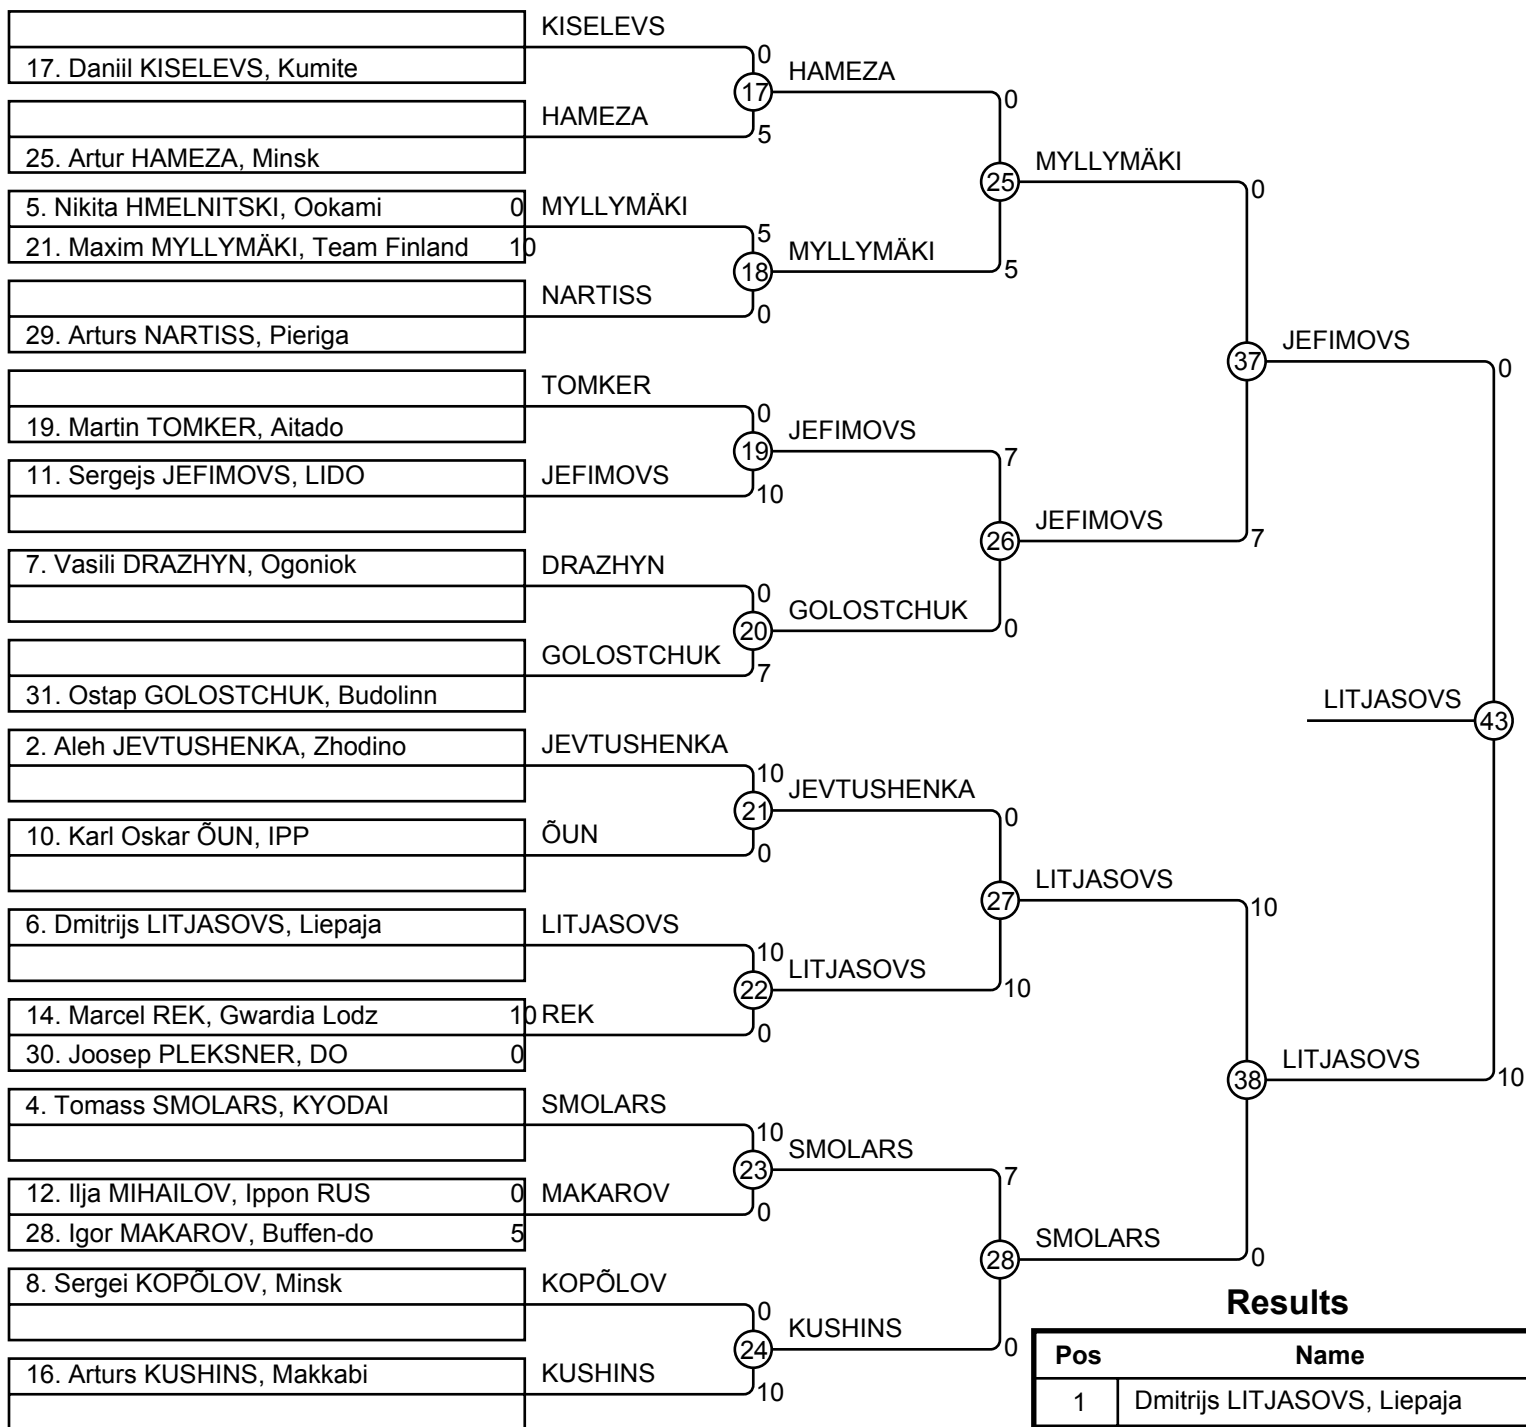 KISELEVS
0
17. Daniil KISELEVS, Kumite
17
HAMEZA
0
HAMEZA
5
25. Artur HAMEZA, Minsk
25
MYLLYMÄKI
0
5. Nikita HMELNITSKI, Ookami 0
MYLLYMÄKI
5
21. Maxim MYLLYMÄKI, Team Finland 10
18
MYLLYMÄKI
5
NARTISS
0
29. Arturs NARTISS, Pieriga
37
JEFIMOVS
0
TOMKER
0
19. Martin TOMKER, Aitado
19
JEFIMOVS
7
11. Sergejs JEFIMOVS, LIDO
JEFIMOVS
10
26
JEFIMOVS
7
7. Vasili DRAZHYN, Ogoniok
DRAZHYN
0
20
GOLOSTCHUK
0
GOLOSTCHUK
7
31. Ostap GOLOSTCHUK, Budolinn
LITJASOVS
43
2. Aleh JEVTUSHENKA, Zhodino
JEVTUSHENKA
10
21
JEVTUSHENKA
0
10. Karl Oskar ÕUN, IPP
ÕUN
0
27
LITJASOVS
10
6. Dmitrijs LITJASOVS, Liepaja
LITJASOVS
10
22
LITJASOVS
10
14. Marcel REK, Gwardia Lodz 10
REK
0
30. Joosep PLEKSNER, DO 0
38
LITJASOVS
10
4. Tomass SMOLARS, KYODAI
SMOLARS
10
23
SMOLARS
7
12. Ilja MIHAILOV, Ippon RUS 0
MAKAROV
0
28. Igor MAKAROV, Buffen-do 5
28
SMOLARS
0
8. Sergei KOPÕLOV, Minsk
KOPÕLOV
0
24
KUSHINS
0
16. Arturs KUSHINS, Makkabi
KUSHINS
10
Results
Pos Name
1 Dmitrijs LITJASOVS, Liepaja